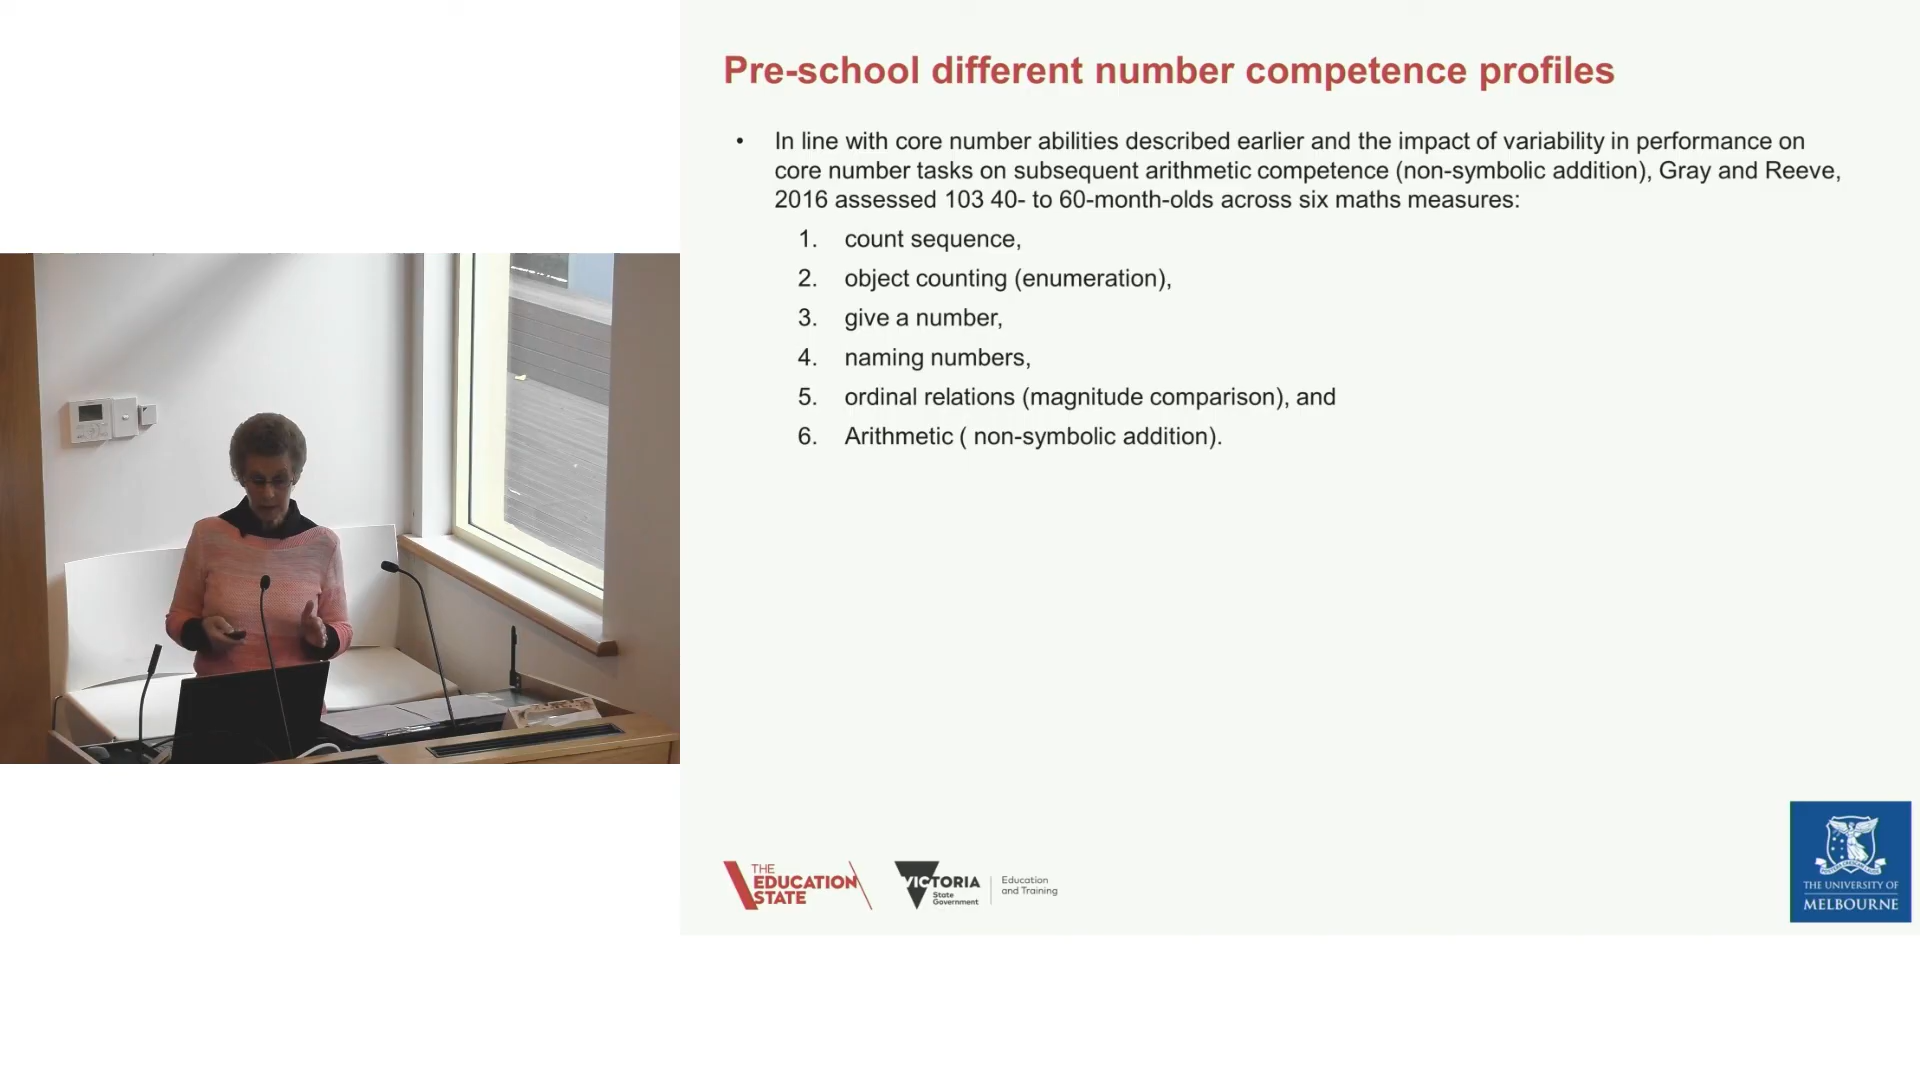 Pre-school different number competence profiles
• In line with core number abilities described earlier and the impact of variability in performance on
core number tasks on subsequent arithmetic competence (non-symbolic addition), Gray and Reeve,
2016 assessed 103 40- to 60-month-olds across six maths measures:
1. count sequence,
2. object counting (enumeration),
3. give a number,
4. naming numbers,
5. ordinal relations (magnitude comparison), and
6. Arithmetic ( non-symbolic addition).
THE
EDUCATION
STATE
VICTORIA
State
Government
Education
and Training
THE UNIVERSITY OF
MELBOURNE